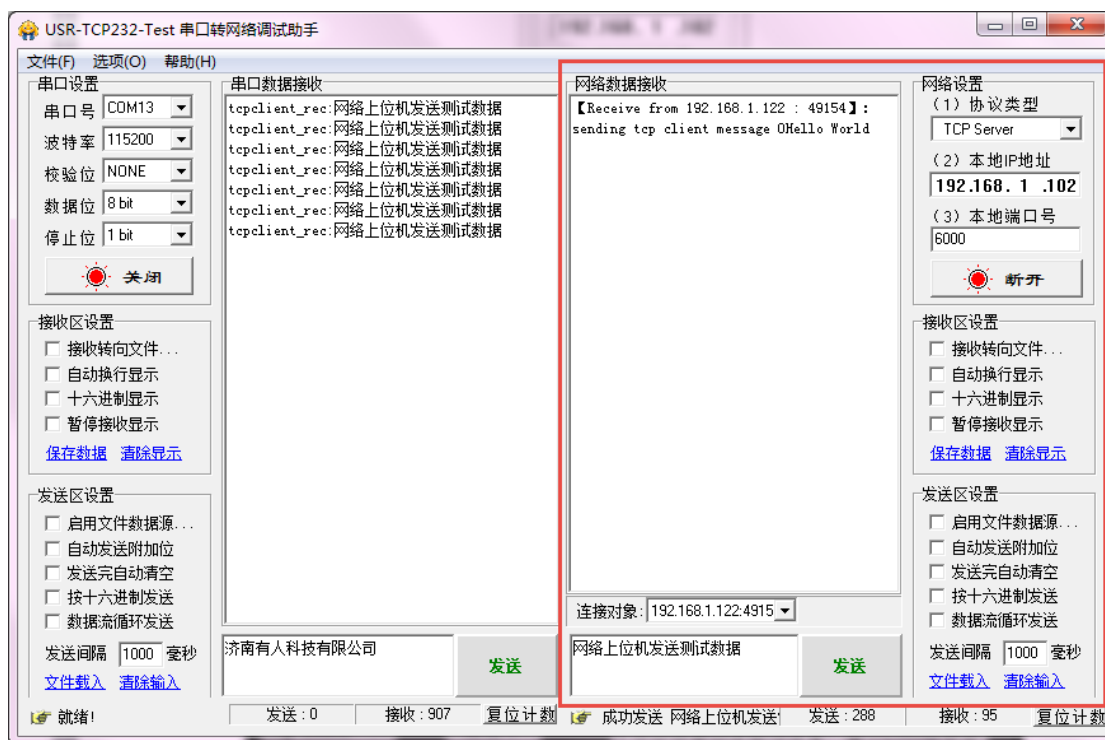 USR-TCP232-Test 串口转网络调试助手
文件(F) 选项(O) 帮助(H)
串口设置
串口号 COM13
波特率 115200
校验位 NONE
数据位 8 bit
停止位 1 bit
关闭
接收区设置
接收转向文件...
自动换行显示
十六进制显示
暂停接收显示
保存数据 清除显示
发送区设置
启用文件数据源...
自动发送附加位
发送完自动清空
按十六进制发送
数据流循环发送
发送间隔 1000 毫秒
文件载入 清除输入
串口数据接收
tcpclient_rec:网络上位机发送测试数据
tcpclient_rec:网络上位机发送测试数据
tcpclient_rec:网络上位机发送测试数据
tcpclient_rec:网络上位机发送测试数据
tcpclient_rec:网络上位机发送测试数据
tcpclient_rec:网络上位机发送测试数据
tcpclient_rec:网络上位机发送测试数据
济南有人科技有限公司
发送
网络数据接收
【Receive from 192.168.1.122 : 49154】:
sending tcp client message 0Hello World
连接对象: 192.168.1.122:4915
网络上位机发送测试数据
发送
网络设置
(1) 协议类型
TCP Server
(2) 本地IP地址
192.168. 1 .102
(3) 本地端口号
6000
断开
接收区设置
接收转向文件...
自动换行显示
十六进制显示
暂停接收显示
保存数据 清除显示
发送区设置
启用文件数据源...
自动发送附加位
发送完自动清空
按十六进制发送
数据流循环发送
发送间隔 1000 毫秒
文件载入 清除输入
就绪! 发送:0 接收:907 复位计数
成功发送 网络上位机发送 发送:288 接收:95 复位计数